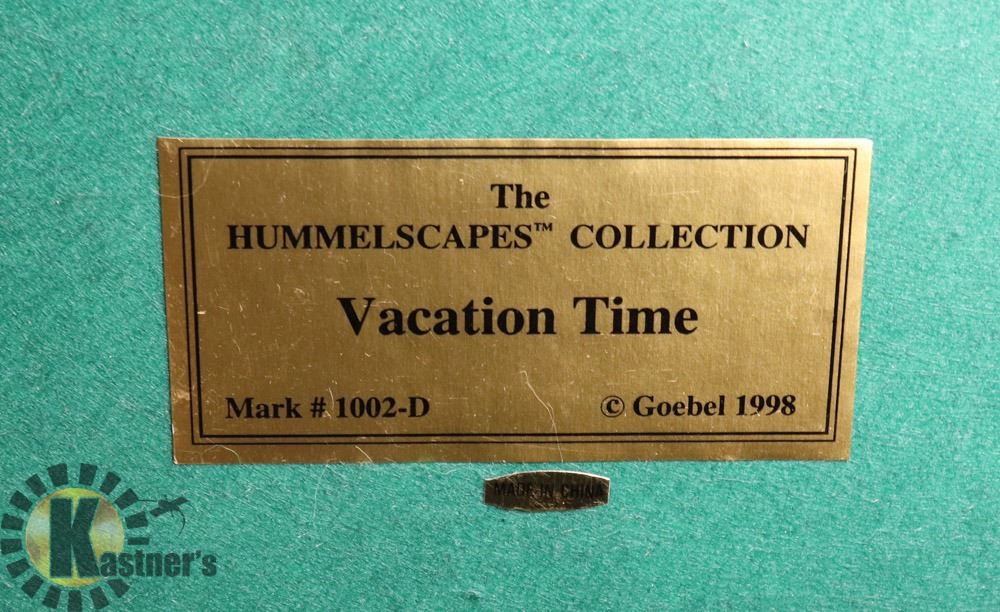 The
HUMMELSCAPES™ COLLECTION
Vacation Time
Mark # 1002-D
© Goebel 1998
MADE IN CHINA
Kastner's